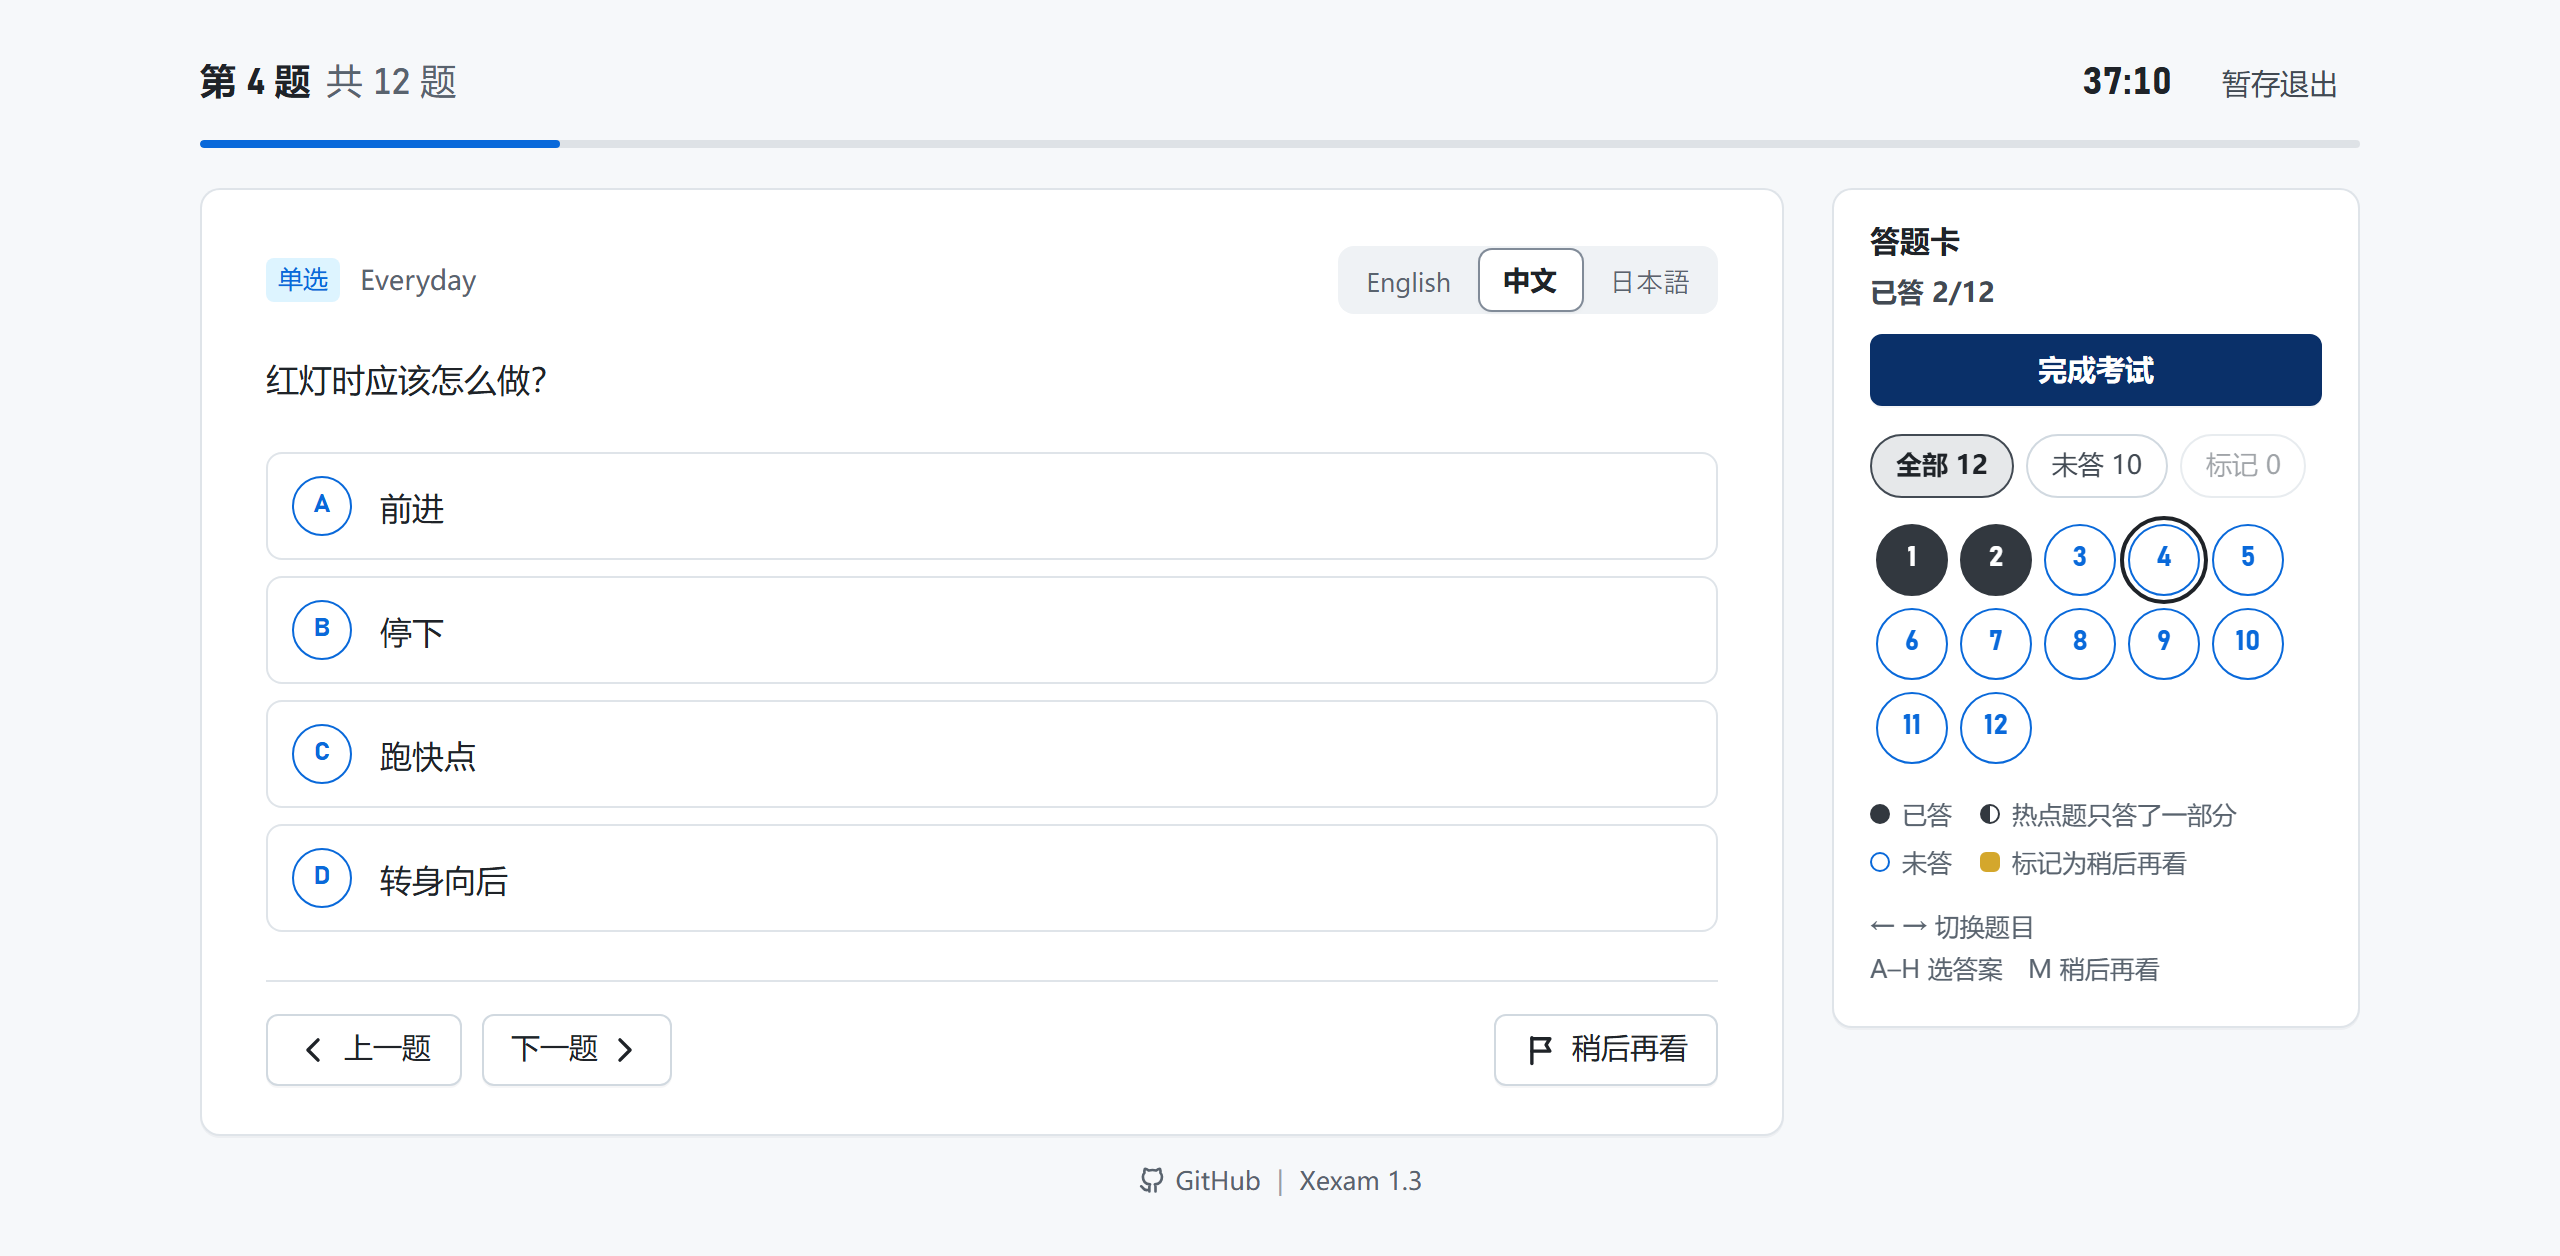 第 4 题 共 12 题
37:10 暂存退出
单选 Everyday
English 中文 日本語
红灯时应该怎么做?
A 前进
B 停下
C 跑快点
D 转身向后
上一题 下一题 稍后再看
答题卡
已答 2/12
完成考试
全部 12 未答 10 标记 0
1 2 3 4 5
6 7 8 9 10
11 12
已答 热点题只答了一部分
未答 标记为稍后再看
← → 切换题目
A–H 选答案 M 稍后再看
GitHub | Xexam 1.3